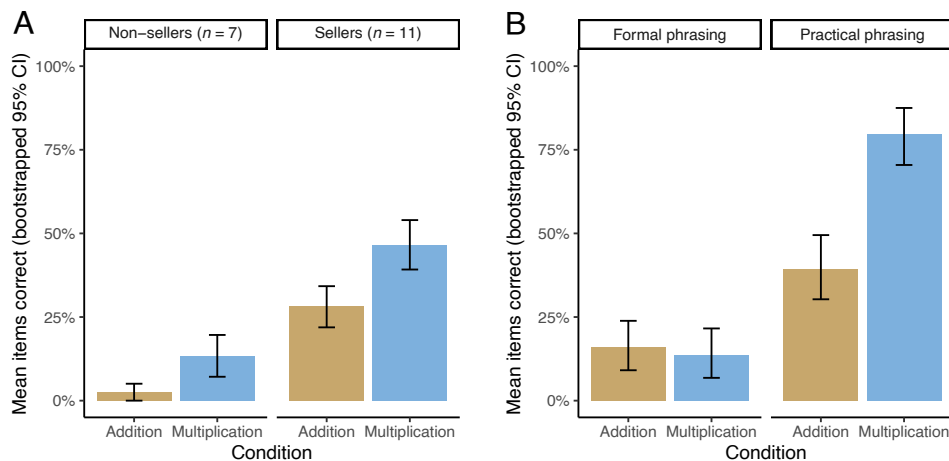 A
Non−sellers (n = 7)
Sellers (n = 11)
Mean items correct (bootstrapped 95% CI)
100%
75%
50%
25%
0%
Addition
Multiplication
Addition
Multiplication
Condition
B
Formal phrasing
Practical phrasing
Mean items correct (bootstrapped 95% CI)
100%
75%
50%
25%
0%
Addition
Multiplication
Addition
Multiplication
Condition